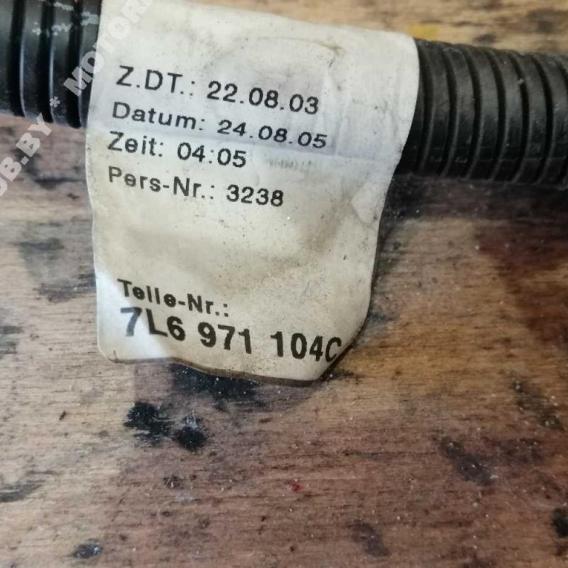 Z.DT.: 22.08.03
Datum: 24.08.05
Zeit: 04:05
Pers-Nr.: 3238
Teile-Nr.:
7L6 971 104C